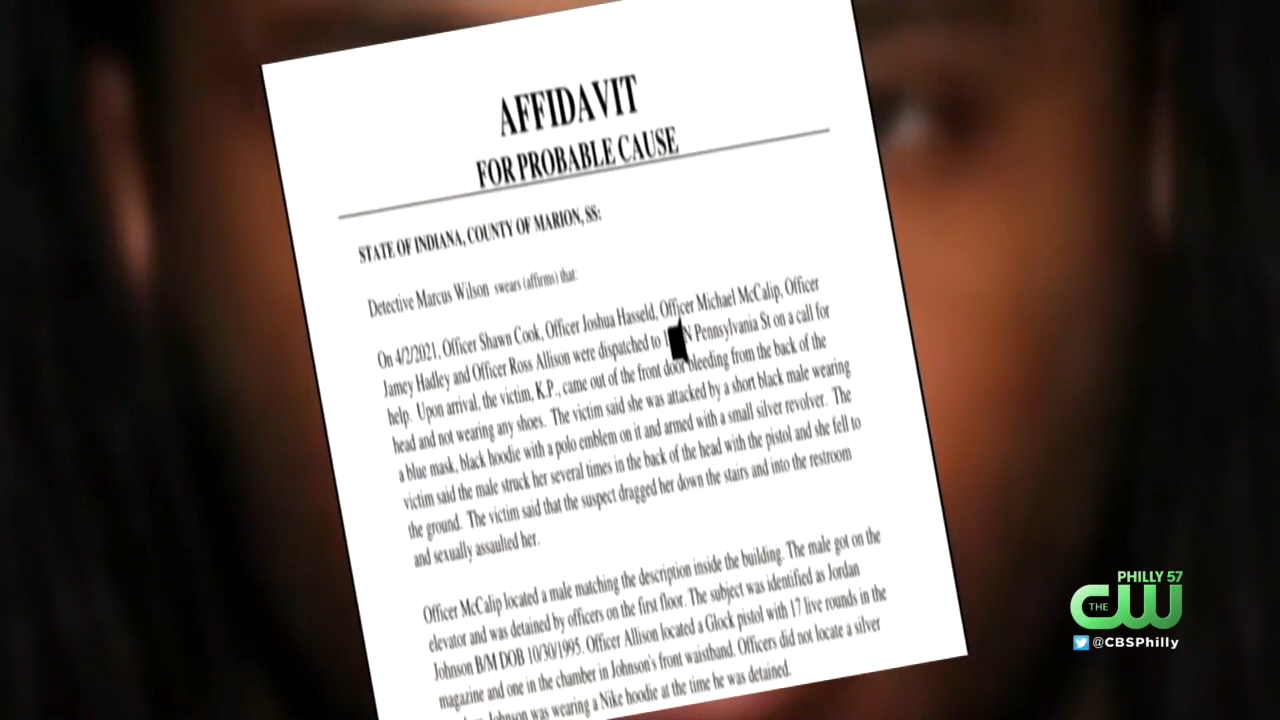 AFFIDAVIT
FOR PROBABLE CAUSE
STATE OF INDIANA, COUNTY OF MARION, SS:
Detective Marcus Wilson swears (affirms) that:
On 4/2/2021, Officer Shawn Cook, Officer Joshua Hasseld, Officer Michael McCalip, Officer
Jamey Hadley and Officer Ross Allison were dispatched to 1 N Pennsylvania St on a call for
help. Upon arrival, the victim, K.P., came out of the front door bleeding from the back of the
head and not wearing any shoes. The victim said she was attacked by a short black male wearing
a blue mask, black hoodie with a polo emblem on it and armed with a small silver revolver. The
victim said the male struck her several times in the back of the head with the pistol and she fell to
the ground. The victim said that the suspect dragged her down the stairs and into the restroom
and sexually assaulted her.
Officer McCalip located a male matching the description inside the building. The male got on the
elevator and was detained by officers on the first floor. The subject was identified as Jordan
Johnson B/M DOB 10/30/1995. Officer Allison located a Glock pistol with 17 live rounds in the
magazine and one in the chamber in Johnson's front waistband. Officers did not locate a silver
Johnson was wearing a Nike hoodie at the time he was detained.
PHILLY 57
THE CW
@CBSPhilly